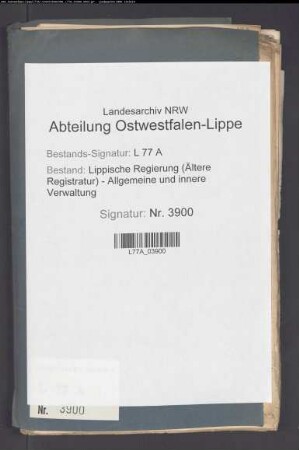 Landesarchiv NRW
Abteilung Ostwestfalen-Lippe
Bestands-Signatur: L 77 A
Bestand: Lippische Regierung (Ältere
Registratur) - Allgemeine und innere
Verwaltung
Signatur: Nr. 3900
L77A_03900
Nr. 3900